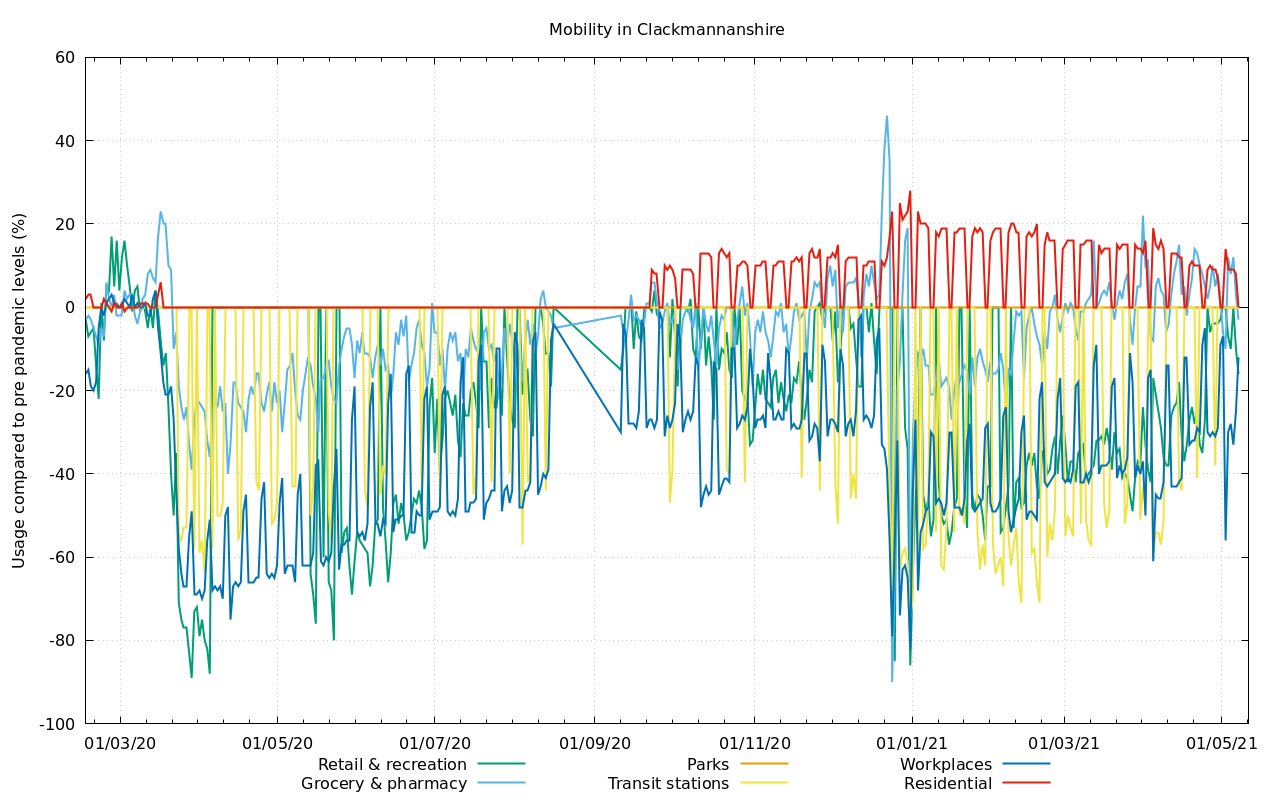 Mobility in Clackmannanshire
Usage compared to pre pandemic levels (%)
60
40
20
0
-20
-40
-60
-80
-100
01/03/20 01/05/20 01/07/20 01/09/20 01/11/20 01/01/21 01/03/21 01/05/21
Retail & recreation Parks Workplaces
Grocery & pharmacy Transit stations Residential